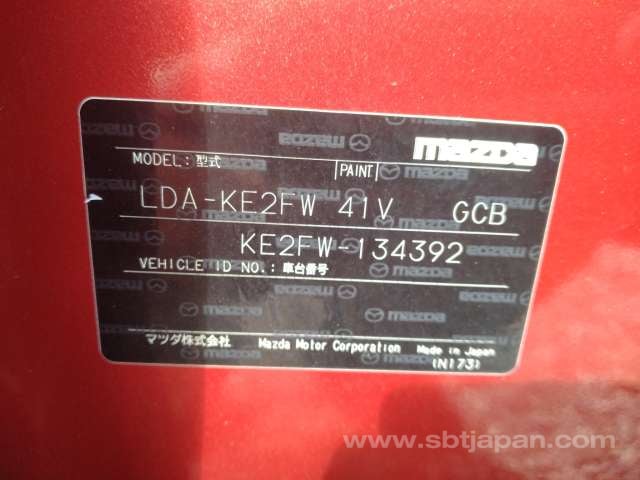 mazda
MODEL: 型式 PAINT
LDA-KE2FW 41V GCB
KE2FW-134392
VEHICLE ID NO.: 車台番号
マツダ株式会社 Mazda Motor Corporation Made in Japan
(N173)
www.sbtjapan.com